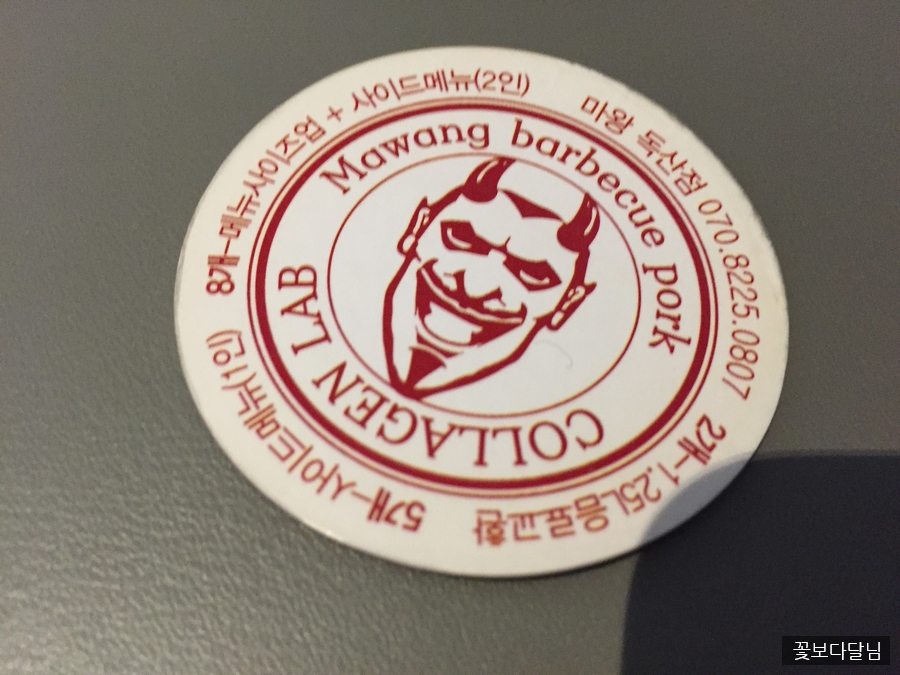 마왕 독산점 070.8225.0807
2개-1.25L음료교환
5개-사이드메뉴(1인)
8개-메뉴사이즈업 + 사이드메뉴(2인)
Mawang barbecue pork
COLLAGEN LAB
꽃보다달님